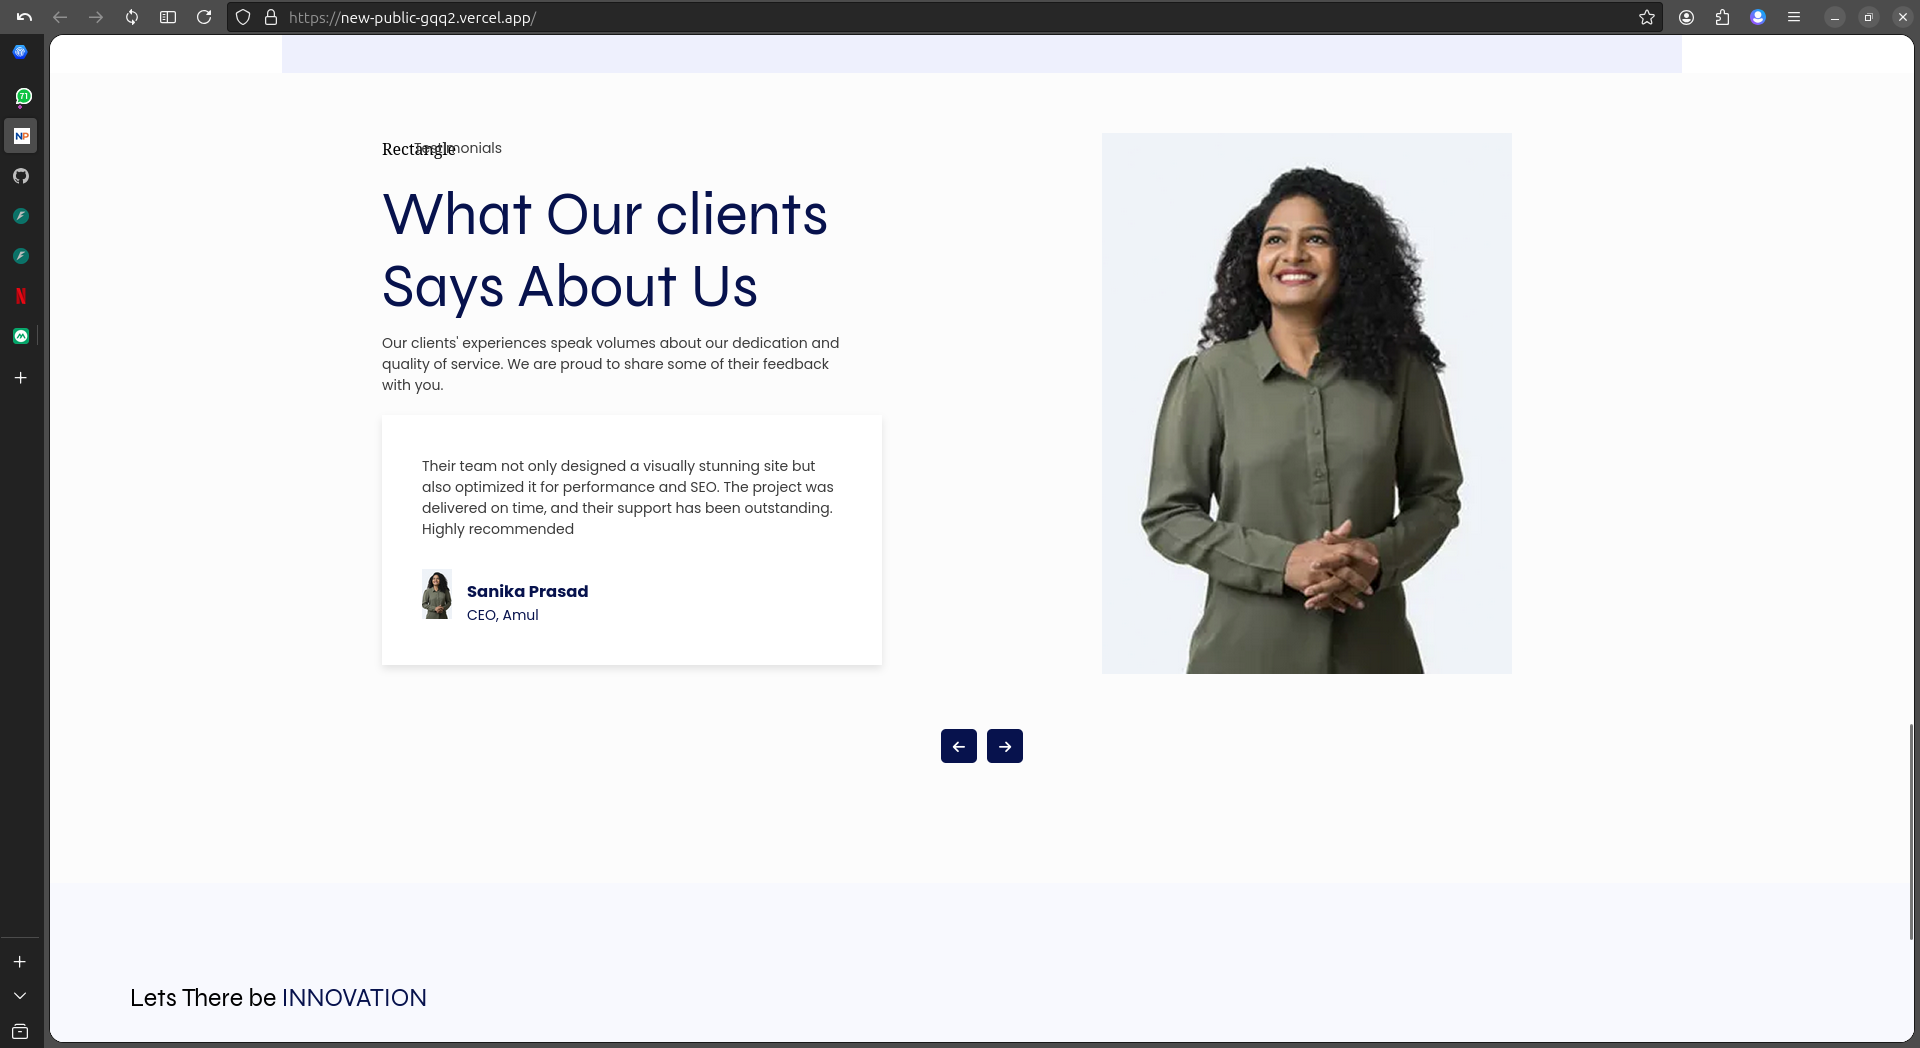 https://new-public-gqq2.vercel.app/
71
NP
Rectangle
Testimonials
What Our clients
Says About Us
Our clients' experiences speak volumes about our dedication and
quality of service. We are proud to share some of their feedback
with you.
Their team not only designed a visually stunning site but
also optimized it for performance and SEO. The project was
delivered on time, and their support has been outstanding.
Highly recommended
Sanika Prasad
CEO, Amul
Lets There be INNOVATION